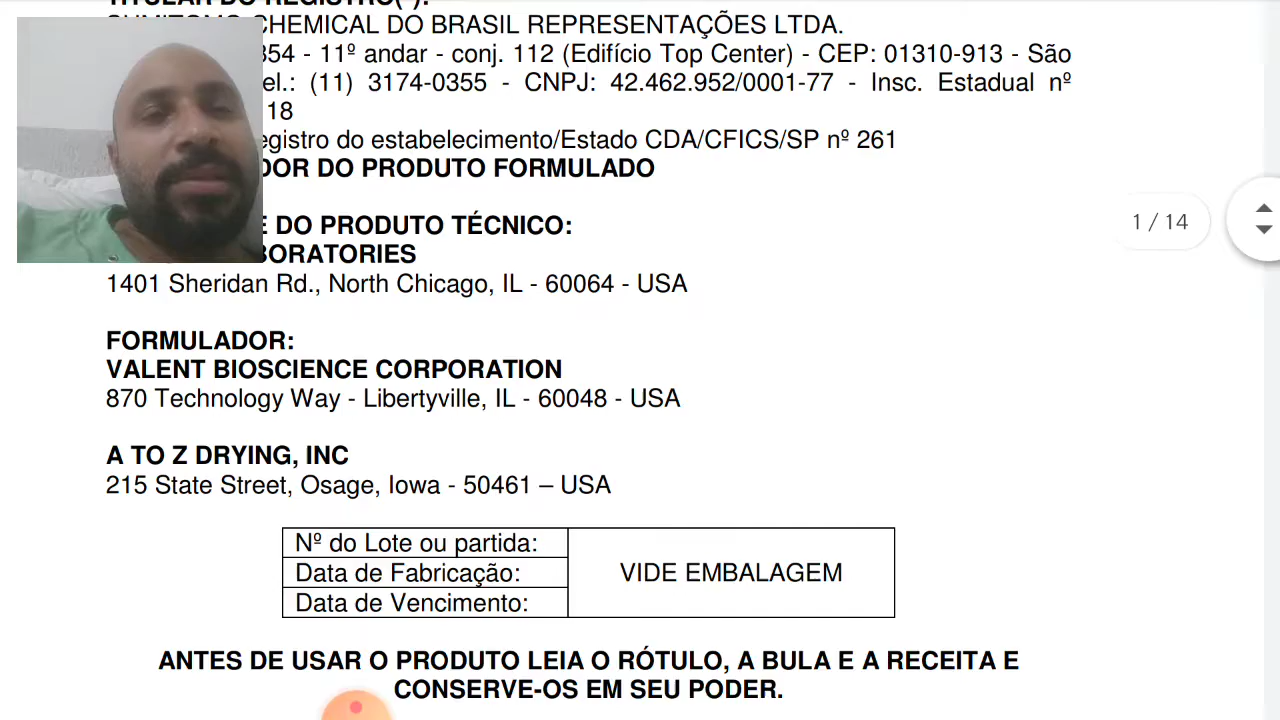 TITULAR DO REGISTRO(*):
SUMITOMO CHEMICAL DO BRASIL REPRESENTAÇÕES LTDA.
354 - 11º andar - conj. 112 (Edifício Top Center) - CEP: 01310-913 - São
el.: (11) 3174-0355 - CNPJ: 42.462.952/0001-77 - Insc. Estadual nº
18
egistro do estabelecimento/Estado CDA/CFICS/SP nº 261
DOR DO PRODUTO FORMULADO
E DO PRODUTO TÉCNICO:
BORATORIES
1401 Sheridan Rd., North Chicago, IL - 60064 - USA
1 / 14
FORMULADOR:
VALENT BIOSCIENCE CORPORATION
870 Technology Way - Libertyville, IL - 60048 - USA
A TO Z DRYING, INC
215 State Street, Osage, Iowa - 50461 – USA
Nº do Lote ou partida:
Data de Fabricação:
Data de Vencimento:
VIDE EMBALAGEM
ANTES DE USAR O PRODUTO LEIA O RÓTULO, A BULA E A RECEITA E
CONSERVE-OS EM SEU PODER.